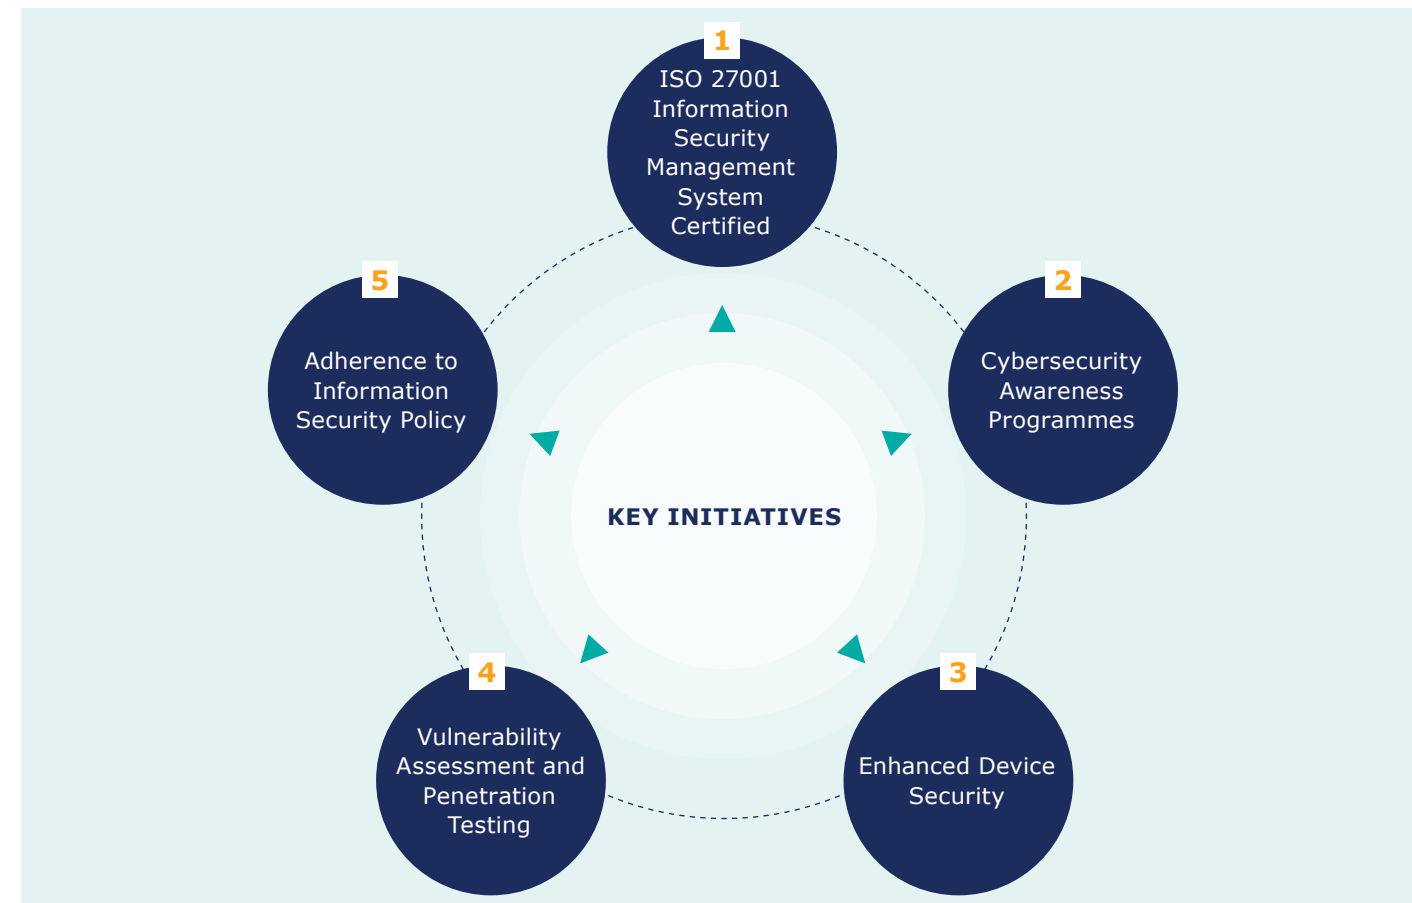 1
ISO 27001
Information
Security
Management
System
Certified
2
Cybersecurity
Awareness
Programmes
3
Enhanced Device
Security
4
Vulnerability
Assessment and
Penetration
Testing
5
Adherence to
Information
Security Policy
KEY INITIATIVES